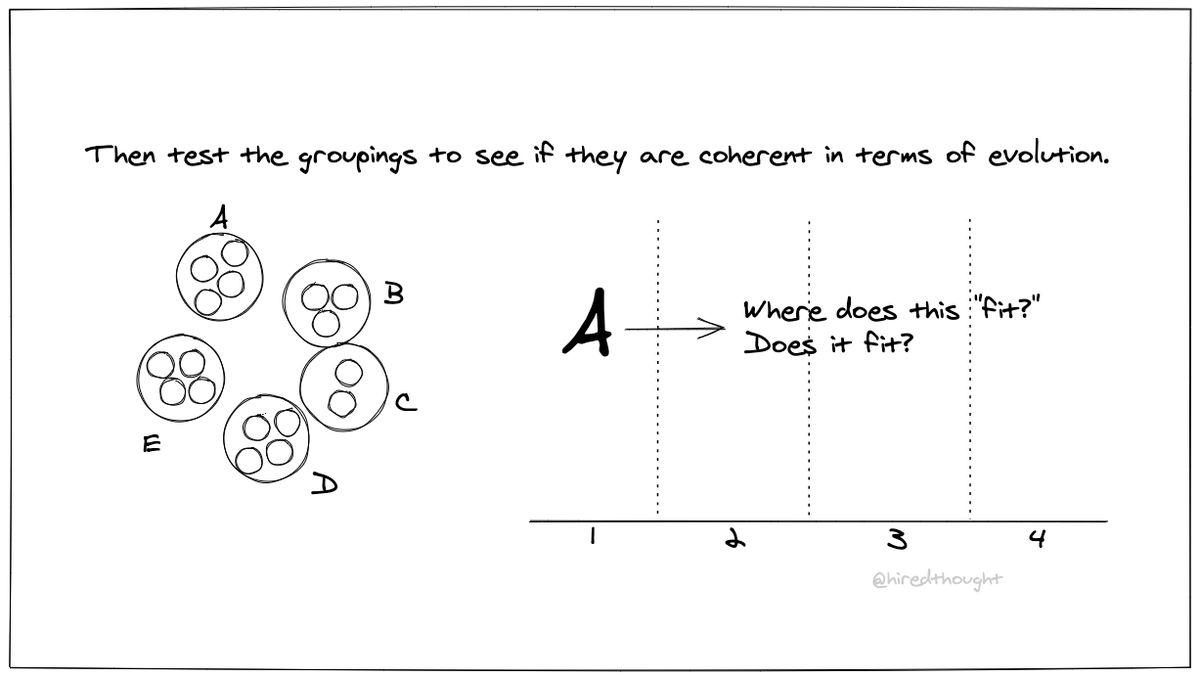 Then test the groupings to see if they are coherent in terms of evolution.
A
B
C
D
E
A
Where does this "fit?"
Does it fit?
1 2 3 4
@hiredthought